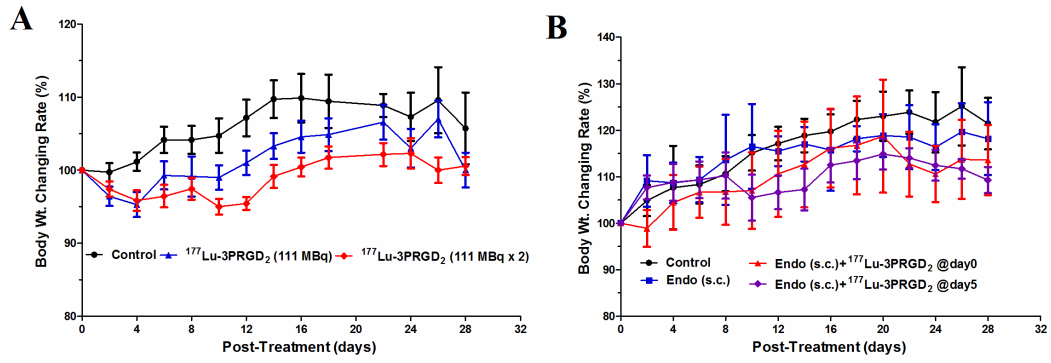 A
B
120
110
100
90
80
Body Wt. Changing Rate (%)
Control
¹⁷⁷Lu-3PRGD₂ (111 MBq)
¹⁷⁷Lu-3PRGD₂ (111 MBq x 2)
0
4
8
12
16
20
24
28
32
Post-Treatment (days)
140
130
120
110
100
90
80
Body Wt. Changing Rate (%)
Control
Endo (s.c.)
Endo (s.c.)+¹⁷⁷Lu-3PRGD₂ @day0
Endo (s.c.)+¹⁷⁷Lu-3PRGD₂ @day5
0
4
8
12
16
20
24
28
32
Post-Treatment (days)